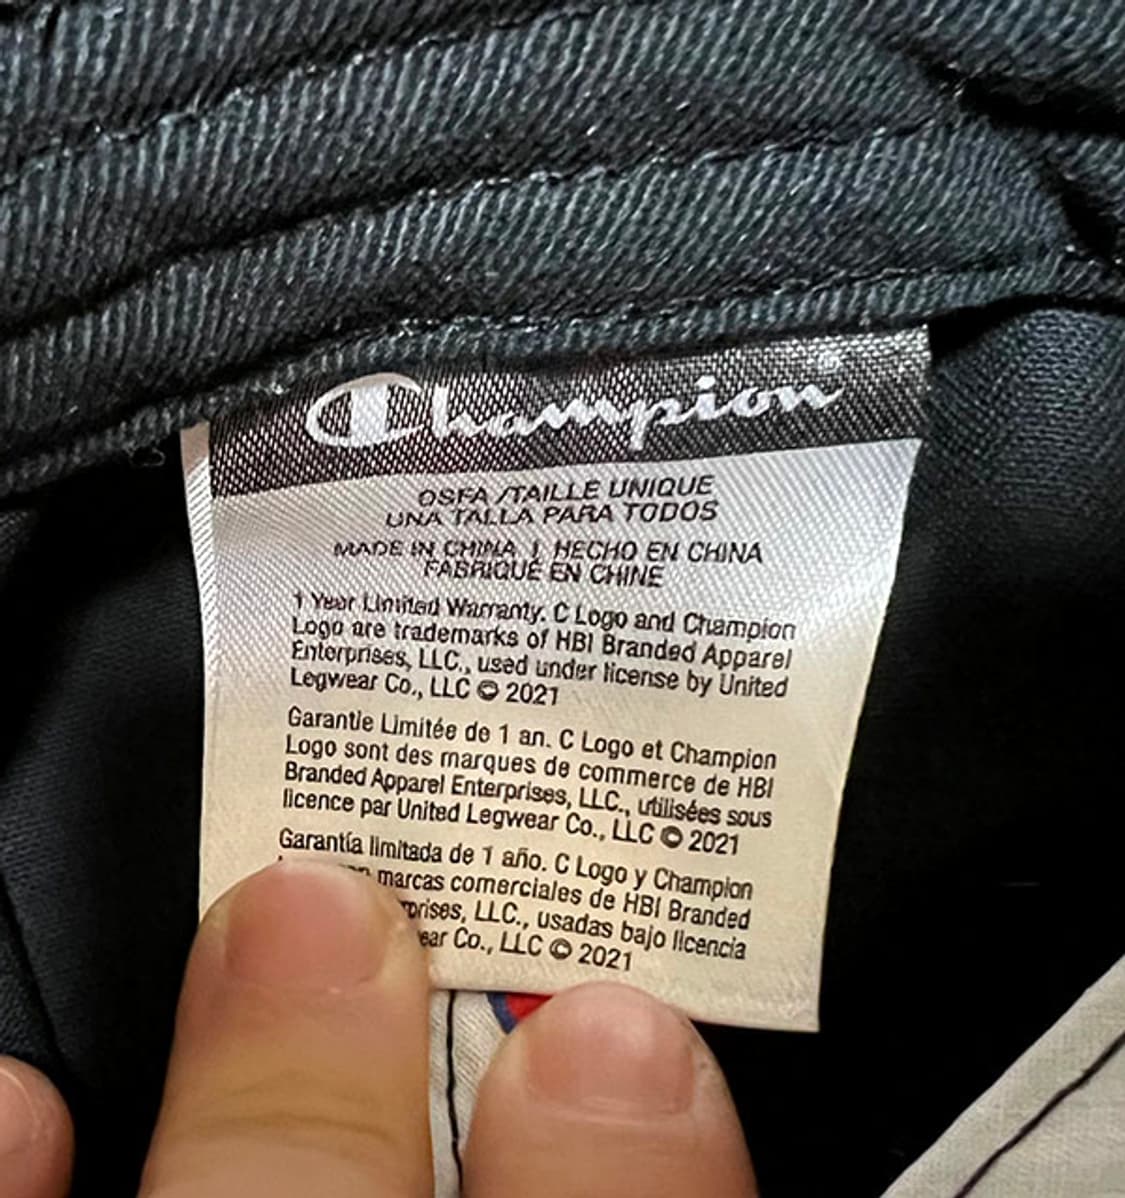 Champion
OSFA /TAILLE UNIQUE
UNA TALLA PARA TODOS
MADE IN CHINA | HECHO EN CHINA
FABRIQUÉ EN CHINE
1 Year Limited Warranty. C Logo and Champion
Logo are trademarks of HBI Branded Apparel
Enterprises, LLC., used under license by United
Legwear Co., LLC © 2021
Garantie Limitée de 1 an. C Logo et Champion
Logo sont des marques de commerce de HBI
Branded Apparel Enterprises, LLC., utilisées sous
licence par United Legwear Co., LLC © 2021
Garantía limitada de 1 año. C Logo y Champion
marcas comerciales de HBI Branded
prises, LLC., usadas bajo licencia
ear Co., LLC © 2021